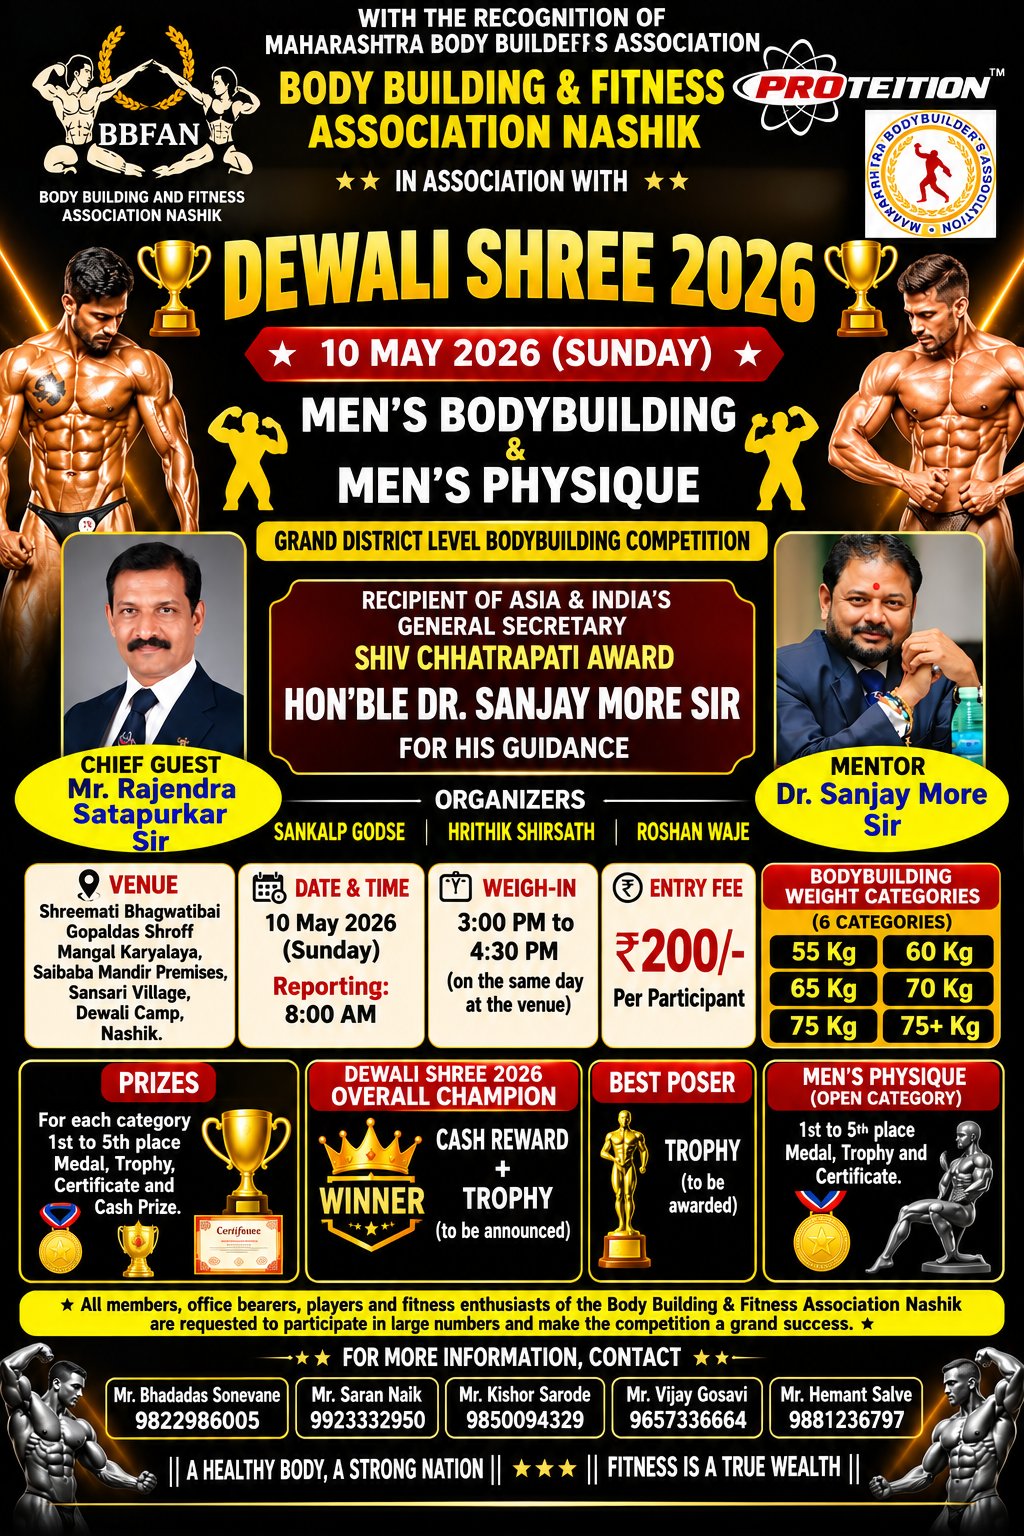 WITH THE RECOGNITION OF
MAHARASHTRA BODY BUILDEFFS ASSOCIATION
BODY BUILDING & FITNESS
ASSOCIATION NASHIK
IN ASSOCIATION WITH
BBFAN
BODY BUILDING AND FITNESS
ASSOCIATION NASHIK
PROTEITION™
MAHARASHTRA BODYBUILDER'S ASSOCIATION
DEWALI SHREE 2026
10 MAY 2026 (SUNDAY)
MEN'S BODYBUILDING
&
MEN'S PHYSIQUE
GRAND DISTRICT LEVEL BODYBUILDING COMPETITION
RECIPIENT OF ASIA & INDIA'S
GENERAL SECRETARY
SHIV CHHATRAPATI AWARD
HON'BLE DR. SANJAY MORE SIR
FOR HIS GUIDANCE
CHIEF GUEST
Mr. Rajendra
Satapurkar
Sir
MENTOR
Dr. Sanjay More
Sir
ORGANIZERS
SANKALP GODSE | HRITHIK SHIRSATH | ROSHAN WAJE
VENUE
Shreemati Bhagwatibai
Gopaldas Shroff
Mangal Karyalaya,
Saibaba Mandir Premises,
Sansari Village,
Dewali Camp,
Nashik.
DATE & TIME
10 May 2026
(Sunday)
Reporting:
8:00 AM
WEIGH-IN
3:00 PM to
4:30 PM
(on the same day
at the venue)
ENTRY FEE
₹200/-
Per Participant
BODYBUILDING
WEIGHT CATEGORIES
(6 CATEGORIES)
55 Kg 60 Kg
65 Kg 70 Kg
75 Kg 75+ Kg
PRIZES
For each category
1st to 5th place
Medal, Trophy,
Certificate and
Cash Prize.
Certifouee
DEWALI SHREE 2026
OVERALL CHAMPION
WINNER
CASH REWARD
+
TROPHY
(to be announced)
BEST POSER
TROPHY
(to be
awarded)
MEN'S PHYSIQUE
(OPEN CATEGORY)
1st to 5th place
Medal, Trophy and
Certificate.
★ All members, office bearers, players and fitness enthusiasts of the Body Building & Fitness Association Nashik
are requested to participate in large numbers and make the competition a grand success. ★
FOR MORE INFORMATION, CONTACT
Mr. Bhadadas Sonevane
9822986005
Mr. Saran Naik
9923332950
Mr. Kishor Sarode
9850094329
Mr. Vijay Gosavi
9657336664
Mr. Hemant Salve
9881236797
|| A HEALTHY BODY, A STRONG NATION || ★★★ || FITNESS IS A TRUE WEALTH ||